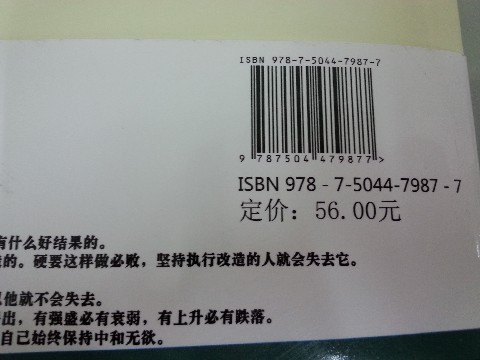 ISBN 978-7-5044-7987-7
9 787504 479877>
ISBN 978 - 7-5044-7987 - 7
定价：56.00元
有什么好结果的。
的。硬要这样做必败，坚持执行改造的人就会失去它。
他就不会失去。
出，有强盛必有衰弱，有上升必有跌落。
自己始终保持中和无欲。